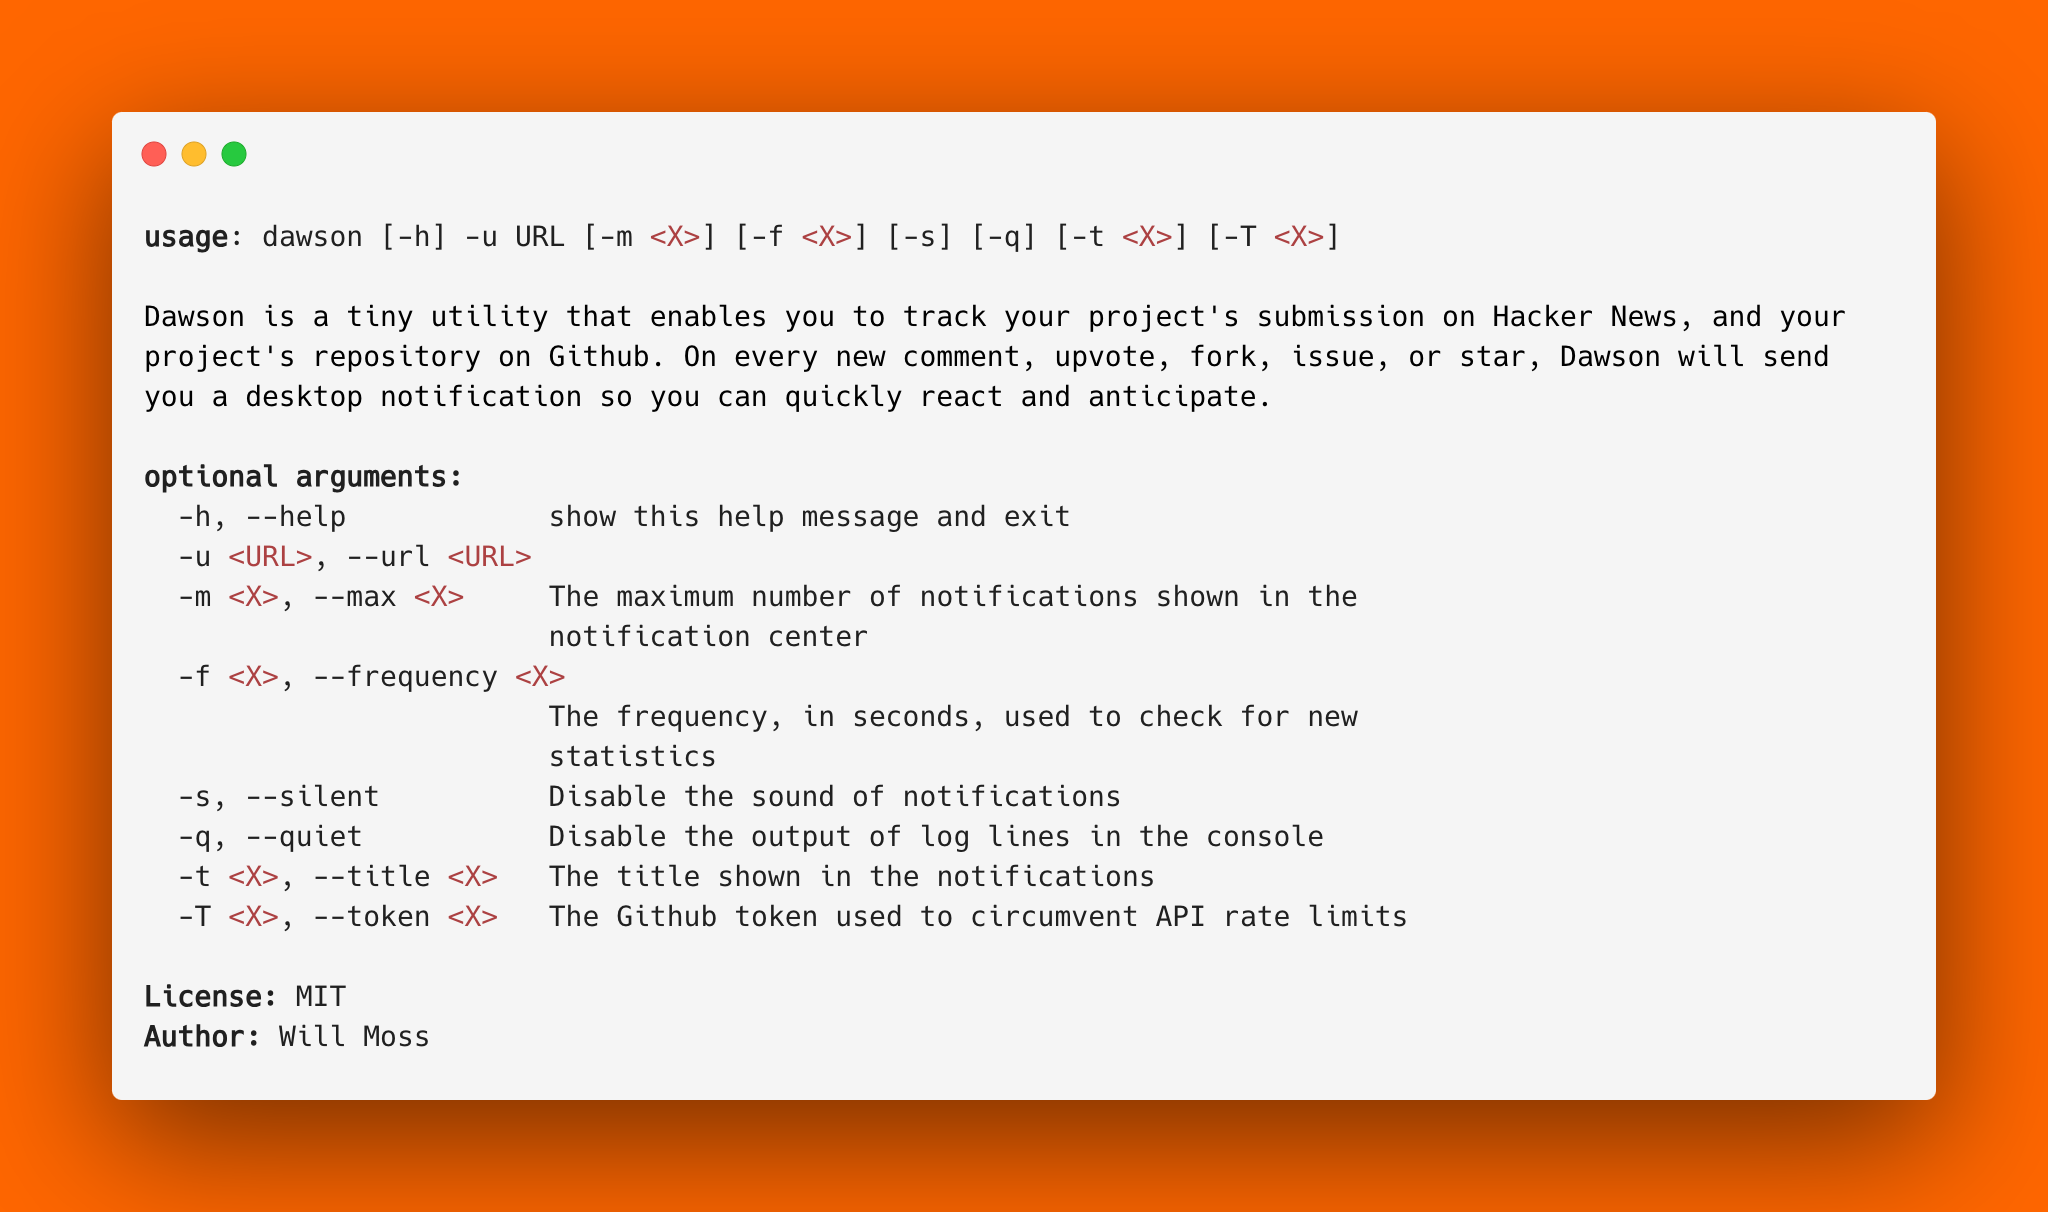 usage: dawson [-h] -u URL [-m <X>] [-f <X>] [-s] [-q] [-t <X>] [-T <X>]
Dawson is a tiny utility that enables you to track your project's submission on Hacker News, and your
project's repository on Github. On every new comment, upvote, fork, issue, or star, Dawson will send
you a desktop notification so you can quickly react and anticipate.
optional arguments:
-h, --help show this help message and exit
-u <URL>, --url <URL>
-m <X>, --max <X> The maximum number of notifications shown in the
notification center
-f <X>, --frequency <X>
The frequency, in seconds, used to check for new
statistics
-s, --silent Disable the sound of notifications
-q, --quiet Disable the output of log lines in the console
-t <X>, --title <X> The title shown in the notifications
-T <X>, --token <X> The Github token used to circumvent API rate limits
License: MIT
Author: Will Moss